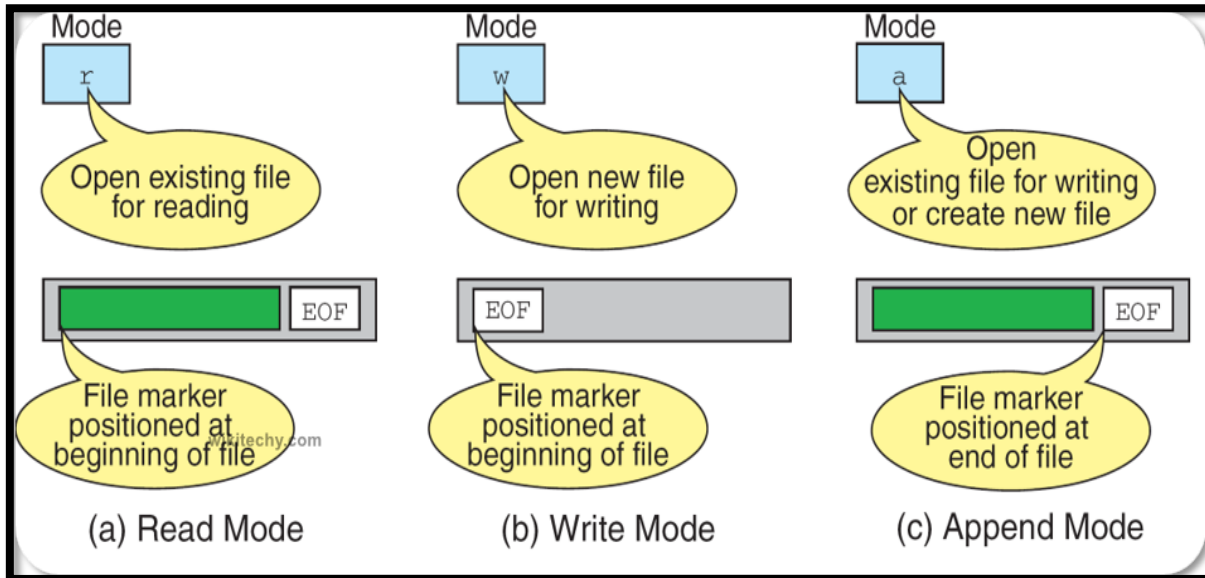 Mode
r
Open existing file
for reading
EOF
File marker
positioned at
beginning of file
wikitechy.com
(a) Read Mode
Mode
w
Open new file
for writing
EOF
File marker
positioned at
beginning of file
(b) Write Mode
Mode
a
Open
existing file for writing
or create new file
EOF
File marker
positioned at
end of file
(c) Append Mode